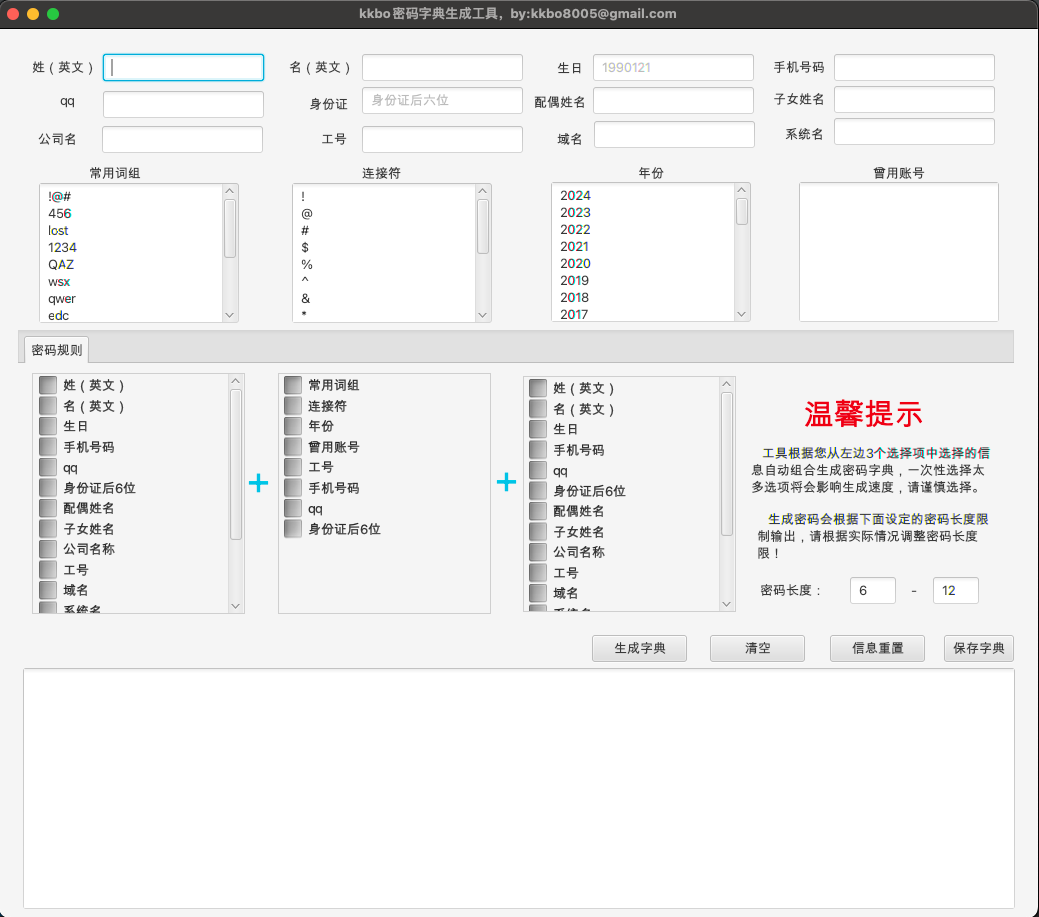 kkbo密码字典生成工具，by:kkbo8005@gmail.com
姓（英文） 名（英文） 生日 1990121 手机号码
qq 身份证 身份证后六位 配偶姓名 子女姓名
公司名 工号 域名 系统名
常用词组 连接符 年份 曾用账号
!@# ! 2024
456 @ 2023
lost # 2022
1234 $ 2021
QAZ % 2020
wsx ^ 2019
qwer & 2018
edc * 2017
密码规则
姓（英文） 常用词组 姓（英文）
名（英文） 连接符 名（英文）
生日 年份 生日
手机号码 曾用账号 手机号码
qq 工号 qq
身份证后6位 手机号码 身份证后6位
配偶姓名 qq 配偶姓名
子女姓名 身份证后6位 子女姓名
公司名称 公司名称
工号 工号
域名 域名
系统名 系统名
+ +
温馨提示
工具根据您从左边3个选择项中选择的信
息自动组合生成密码字典，一次性选择太
多选项将会影响生成速度，请谨慎选择。
生成密码会根据下面设定的密码长度限
制输出，请根据实际情况调整密码长度
限！
密码长度： 6 - 12
生成字典 清空 信息重置 保存字典